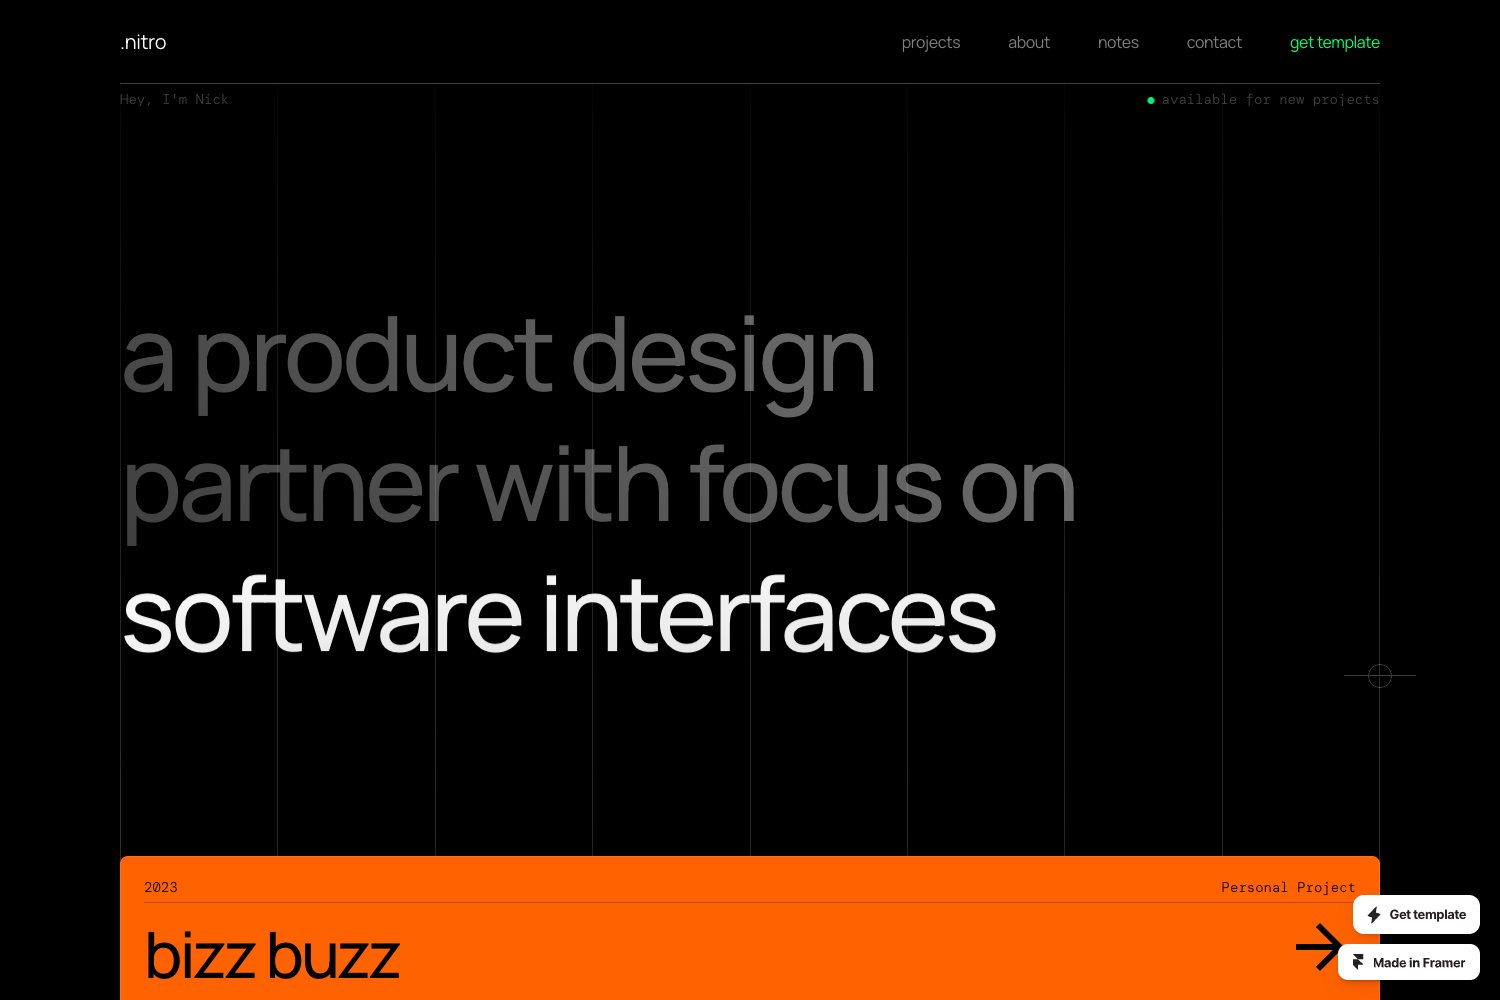 .nitro
projects
about
notes
contact
get template
Hey, I'm Nick
available for new projects
a product design
partner with focus on
software interfaces
2023
Personal Project
bizz buzz
Get template
Made in Framer